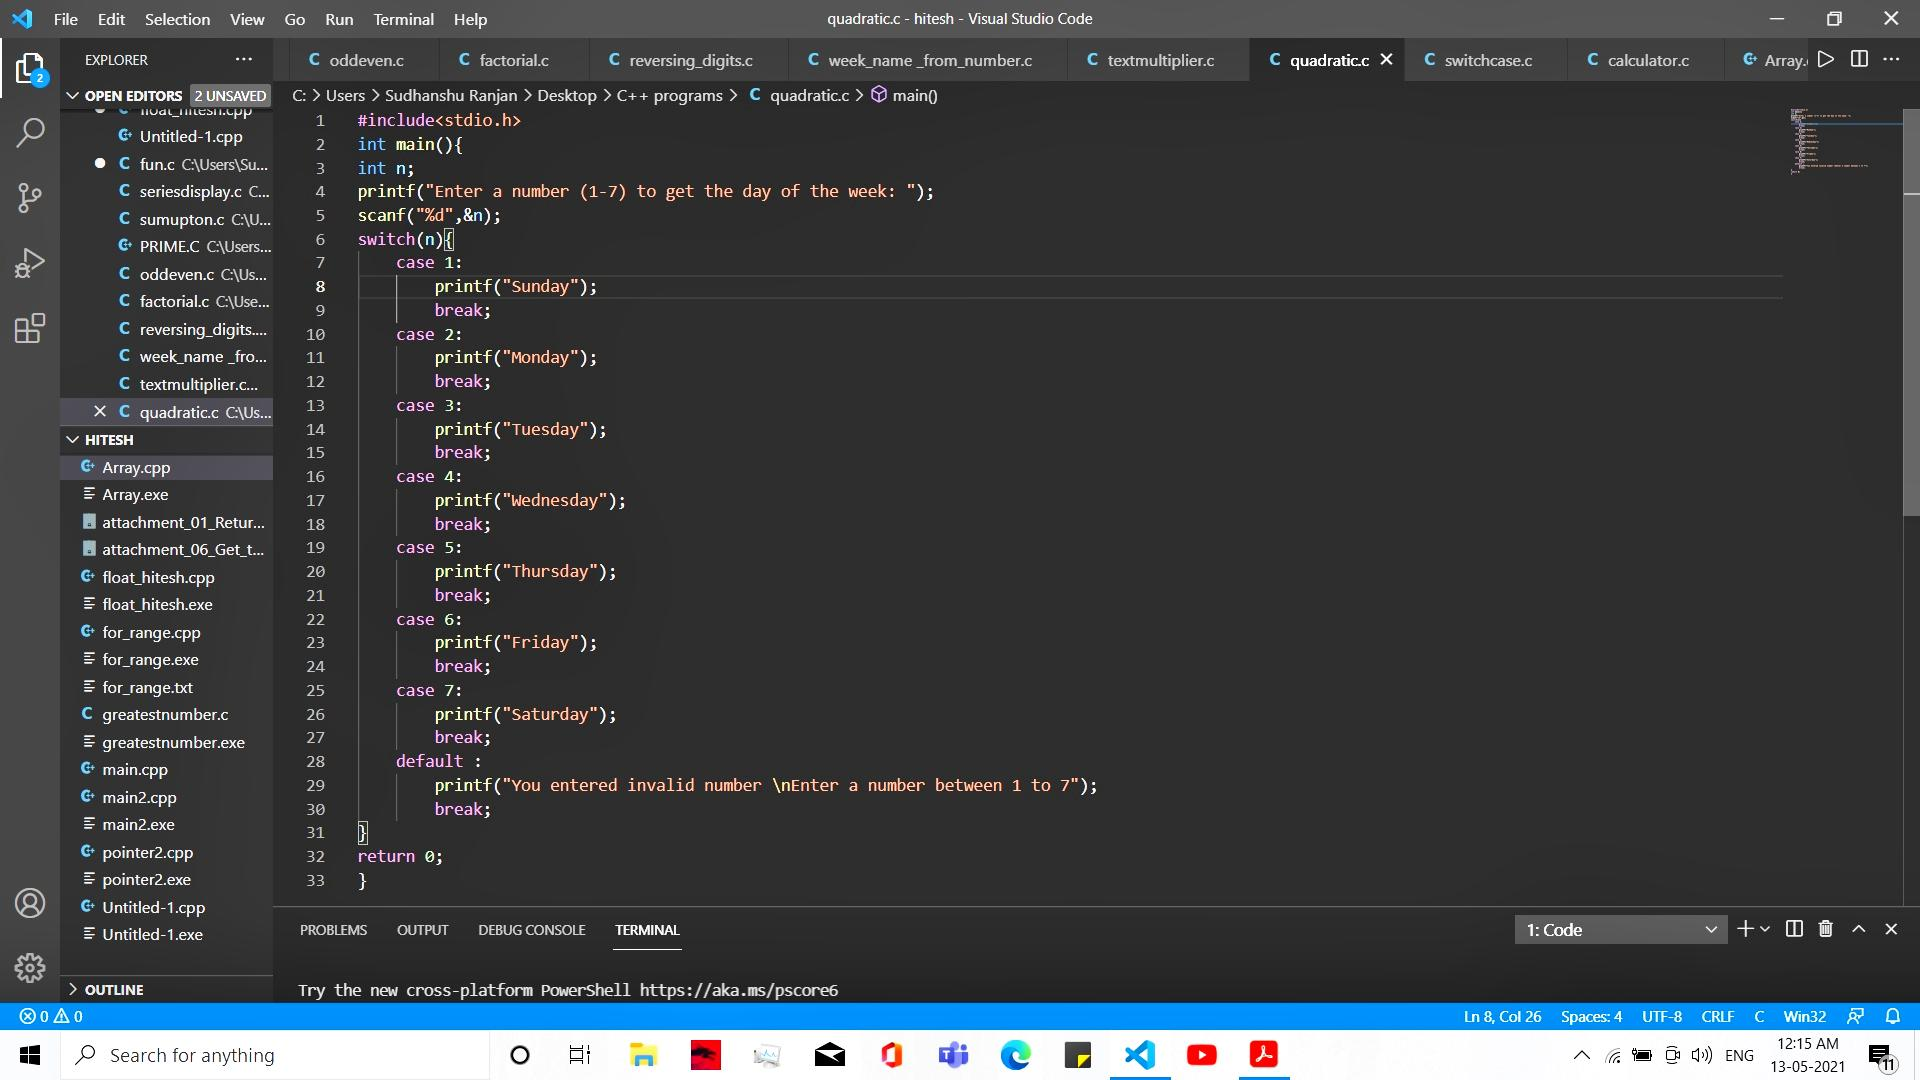 File Edit Selection View Go Run Terminal Help
quadratic.c - hitesh - Visual Studio Code
EXPLORER
oddeven.c
factorial.c
reversing_digits.c
week_name _from_number.c
textmultiplier.c
quadratic.c
switchcase.c
calculator.c
Array.
OPEN EDITORS 2 UNSAVED
C: > Users > Sudhanshu Ranjan > Desktop > C++ programs > C quadratic.c > main()
float_hitesh.cpp
Untitled-1.cpp
fun.c C:\Users\Su...
seriesdisplay.c C...
sumupton.c C:\U...
PRIME.C C:\Users...
oddeven.c C:\Us...
factorial.c C:\Use...
reversing_digits....
week_name _fro...
textmultiplier.c...
quadratic.c C:\Us...
HITESH
Array.cpp
Array.exe
attachment_01_Retur...
attachment_06_Get_t...
float_hitesh.cpp
float_hitesh.exe
for_range.cpp
for_range.exe
for_range.txt
greatestnumber.c
greatestnumber.exe
main.cpp
main2.cpp
main2.exe
pointer2.cpp
pointer2.exe
Untitled-1.cpp
Untitled-1.exe
OUTLINE
1 #include<stdio.h>
2 int main(){
3 int n;
4 printf("Enter a number (1-7) to get the day of the week: ");
5 scanf("%d",&n);
6 switch(n){
7 case 1:
8 printf("Sunday");
9 break;
10 case 2:
11 printf("Monday");
12 break;
13 case 3:
14 printf("Tuesday");
15 break;
16 case 4:
17 printf("Wednesday");
18 break;
19 case 5:
20 printf("Thursday");
21 break;
22 case 6:
23 printf("Friday");
24 break;
25 case 7:
26 printf("Saturday");
27 break;
28 default :
29 printf("You entered invalid number \nEnter a number between 1 to 7");
30 break;
31 }
32 return 0;
33 }
PROBLEMS OUTPUT DEBUG CONSOLE TERMINAL
1: Code
Try the new cross-platform PowerShell https://aka.ms/pscore6
0 0
Ln 8, Col 26 Spaces: 4 UTF-8 CRLF C Win32
Search for anything
ENG
12:15 AM
13-05-2021
11